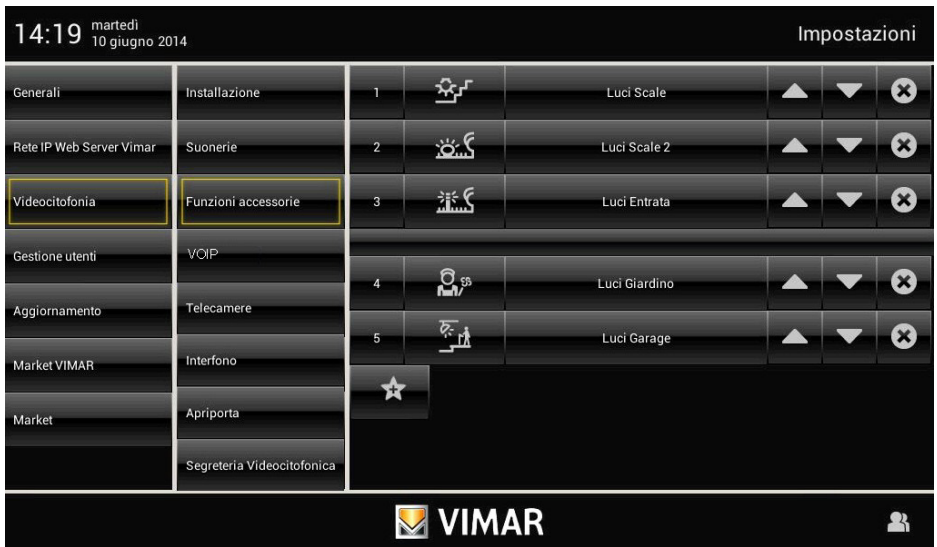 14:19 martedì
10 giugno 2014
Impostazioni
Generali
Rete IP Web Server Vimar
Videocitofonia
Gestione utenti
Aggiornamento
Market VIMAR
Market
Installazione
Suonerie
Funzioni accessorie
VOIP
Telecamere
Interfono
Apriporta
Segreteria Videocitofonica
1 Luci Scale
2 Luci Scale 2
3 Luci Entrata
4 Luci Giardino
5 Luci Garage
VIMAR